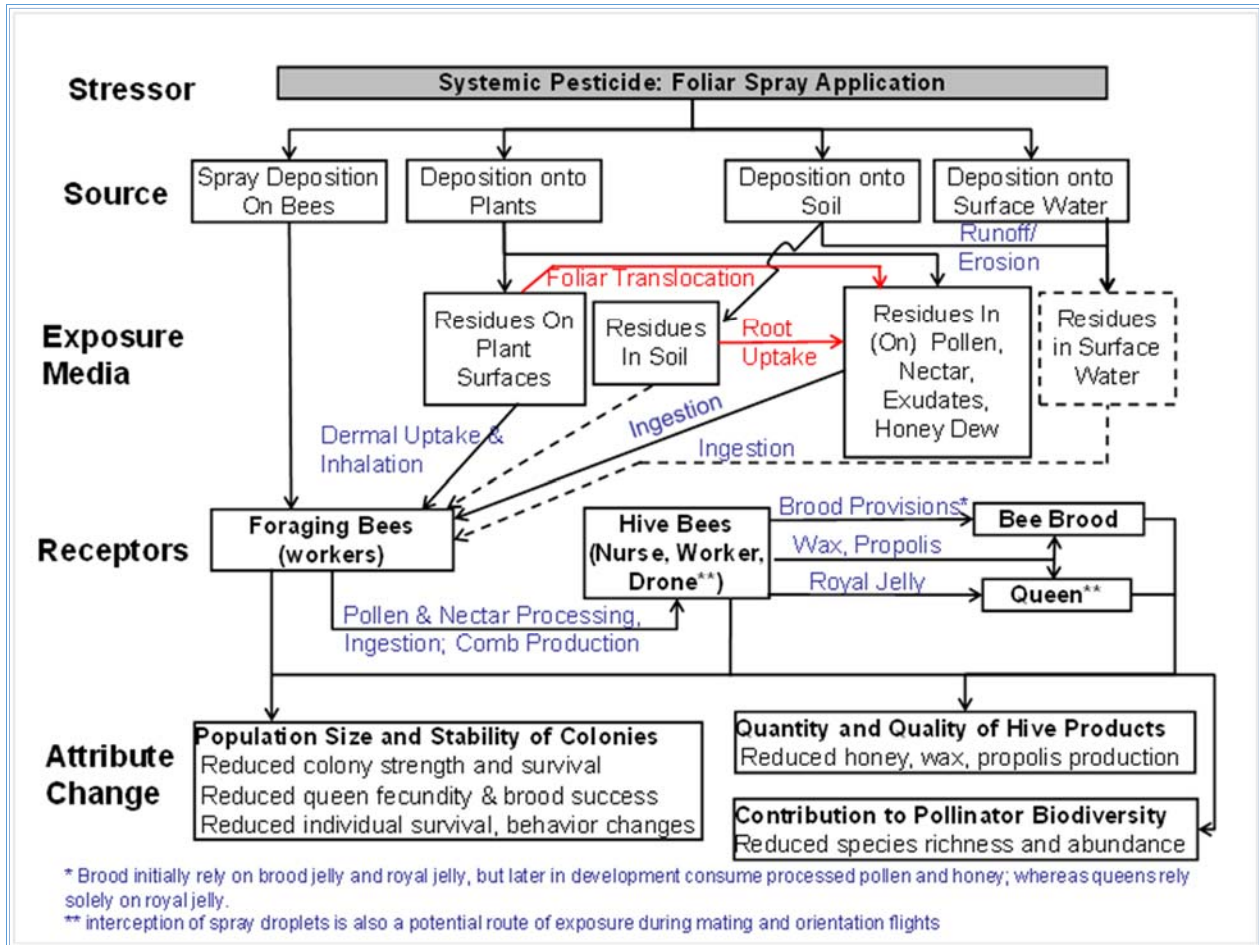 Stressor
Systemic Pesticide: Foliar Spray Application
Source
Spray Deposition
On Bees
Deposition onto
Plants
Deposition onto
Soil
Deposition onto
Surface Water
Runoff/
Erosion
Foliar Translocation
Exposure
Media
Residues On
Plant
Surfaces
Residues
In Soil
Root
Uptake
Residues In
(On) Pollen,
Nectar,
Exudates,
Honey Dew
Residues
in Surface
Water
Dermal Uptake &
Inhalation
Ingestion
Ingestion
Receptors
Foraging Bees
(workers)
Hive Bees
(Nurse, Worker,
Drone**)
Brood Provisions*
Bee Brood
Wax, Propolis
Royal Jelly
Queen**
Pollen & Nectar Processing,
Ingestion; Comb Production
Attribute
Change
Population Size and Stability of Colonies
Reduced colony strength and survival
Reduced queen fecundity & brood success
Reduced individual survival, behavior changes
Quantity and Quality of Hive Products
Reduced honey, wax, propolis production
Contribution to Pollinator Biodiversity
Reduced species richness and abundance
* Brood initially rely on brood jelly and royal jelly, but later in development consume processed pollen and honey; whereas queens rely
solely on royal jelly.
** interception of spray droplets is also a potential route of exposure during mating and orientation flights